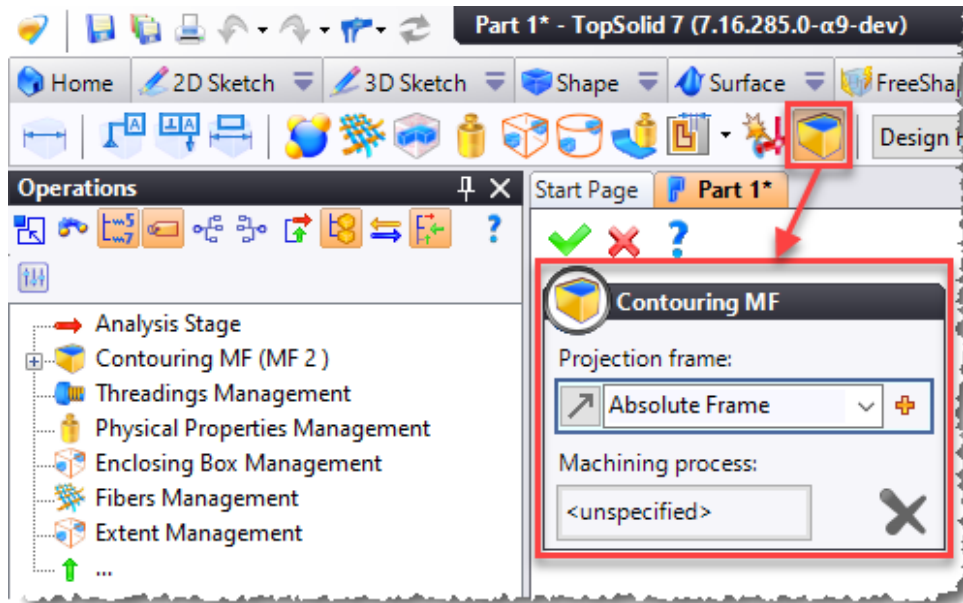 Part 1* - TopSolid 7 (7.16.285.0-α9-dev)
Home 2D Sketch 3D Sketch Shape Surface FreeSha
A A Design
Operations
Start Page Part 1*
?
?
Contouring MF
Analysis Stage
Contouring MF (MF 2 )
Threadings Management
Physical Properties Management
Enclosing Box Management
Fibers Management
Extent Management
...
Projection frame:
Absolute Frame
Machining process:
<unspecified>